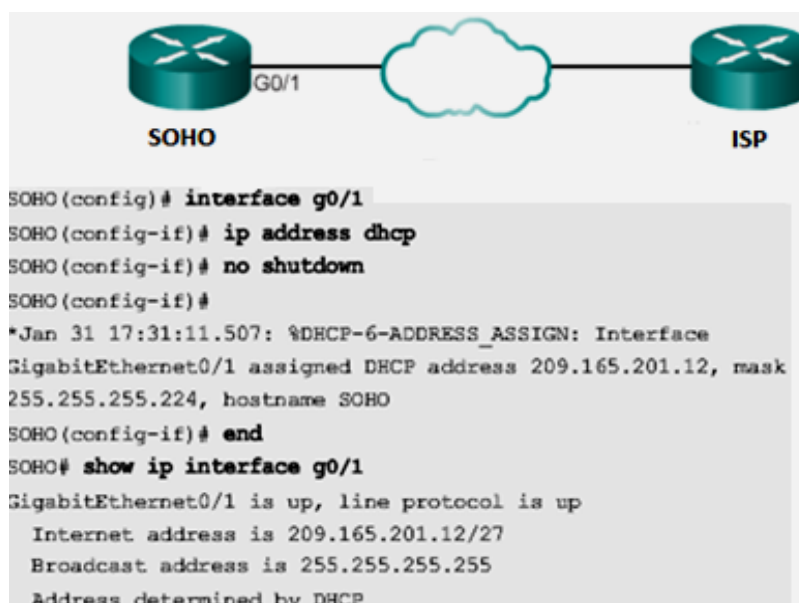 G0/1
SOHO
ISP
SOHO(config)# interface g0/1
SOHO(config-if)# ip address dhcp
SOHO(config-if)# no shutdown
SOHO(config-if)#
*Jan 31 17:31:11.507: %DHCP-6-ADDRESS_ASSIGN: Interface
GigabitEthernet0/1 assigned DHCP address 209.165.201.12, mask
255.255.255.224, hostname SOHO
SOHO(config-if)# end
SOHO# show ip interface g0/1
GigabitEthernet0/1 is up, line protocol is up
Internet address is 209.165.201.12/27
Broadcast address is 255.255.255.255
Address determined by DHCP